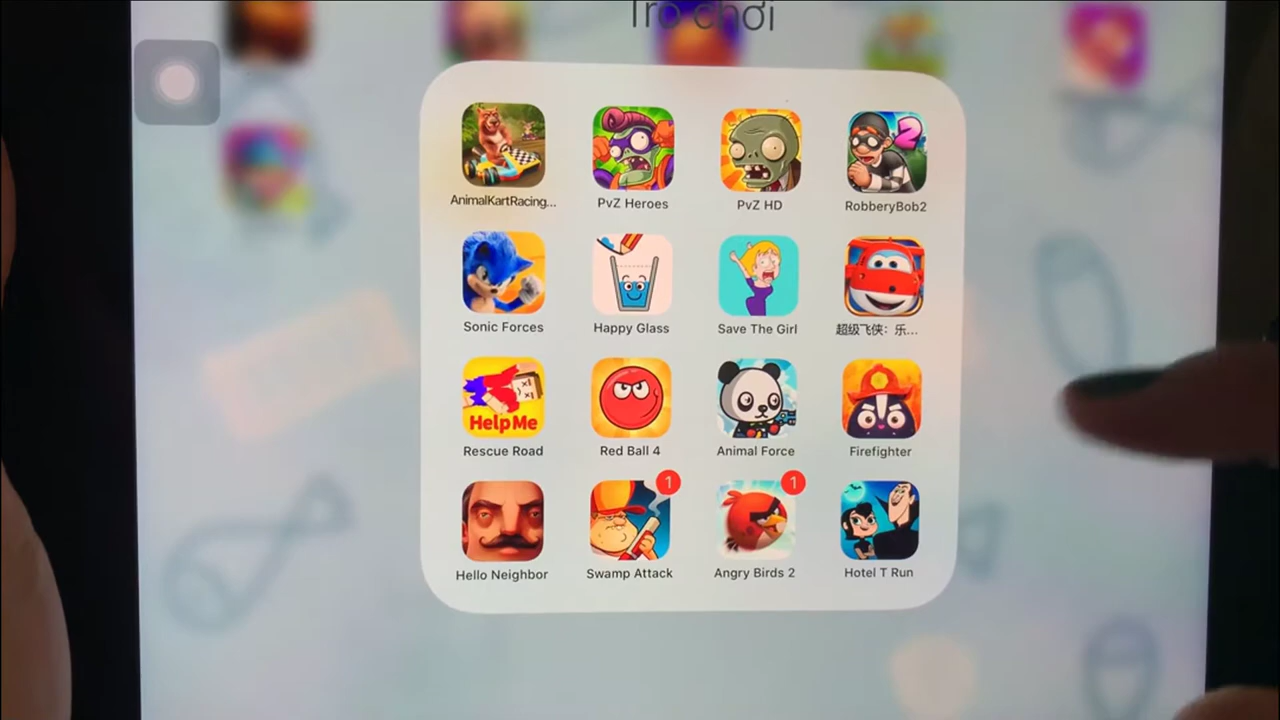 Trò chơi
AnimalKartRacing...
PvZ Heroes
PvZ HD
RobberyBob2
2
Sonic Forces
Happy Glass
Save The Girl
超级飞侠：乐...
Help Me
Rescue Road
Red Ball 4
Animal Force
Firefighter
1
1
Hello Neighbor
Swamp Attack
Angry Birds 2
Hotel T Run